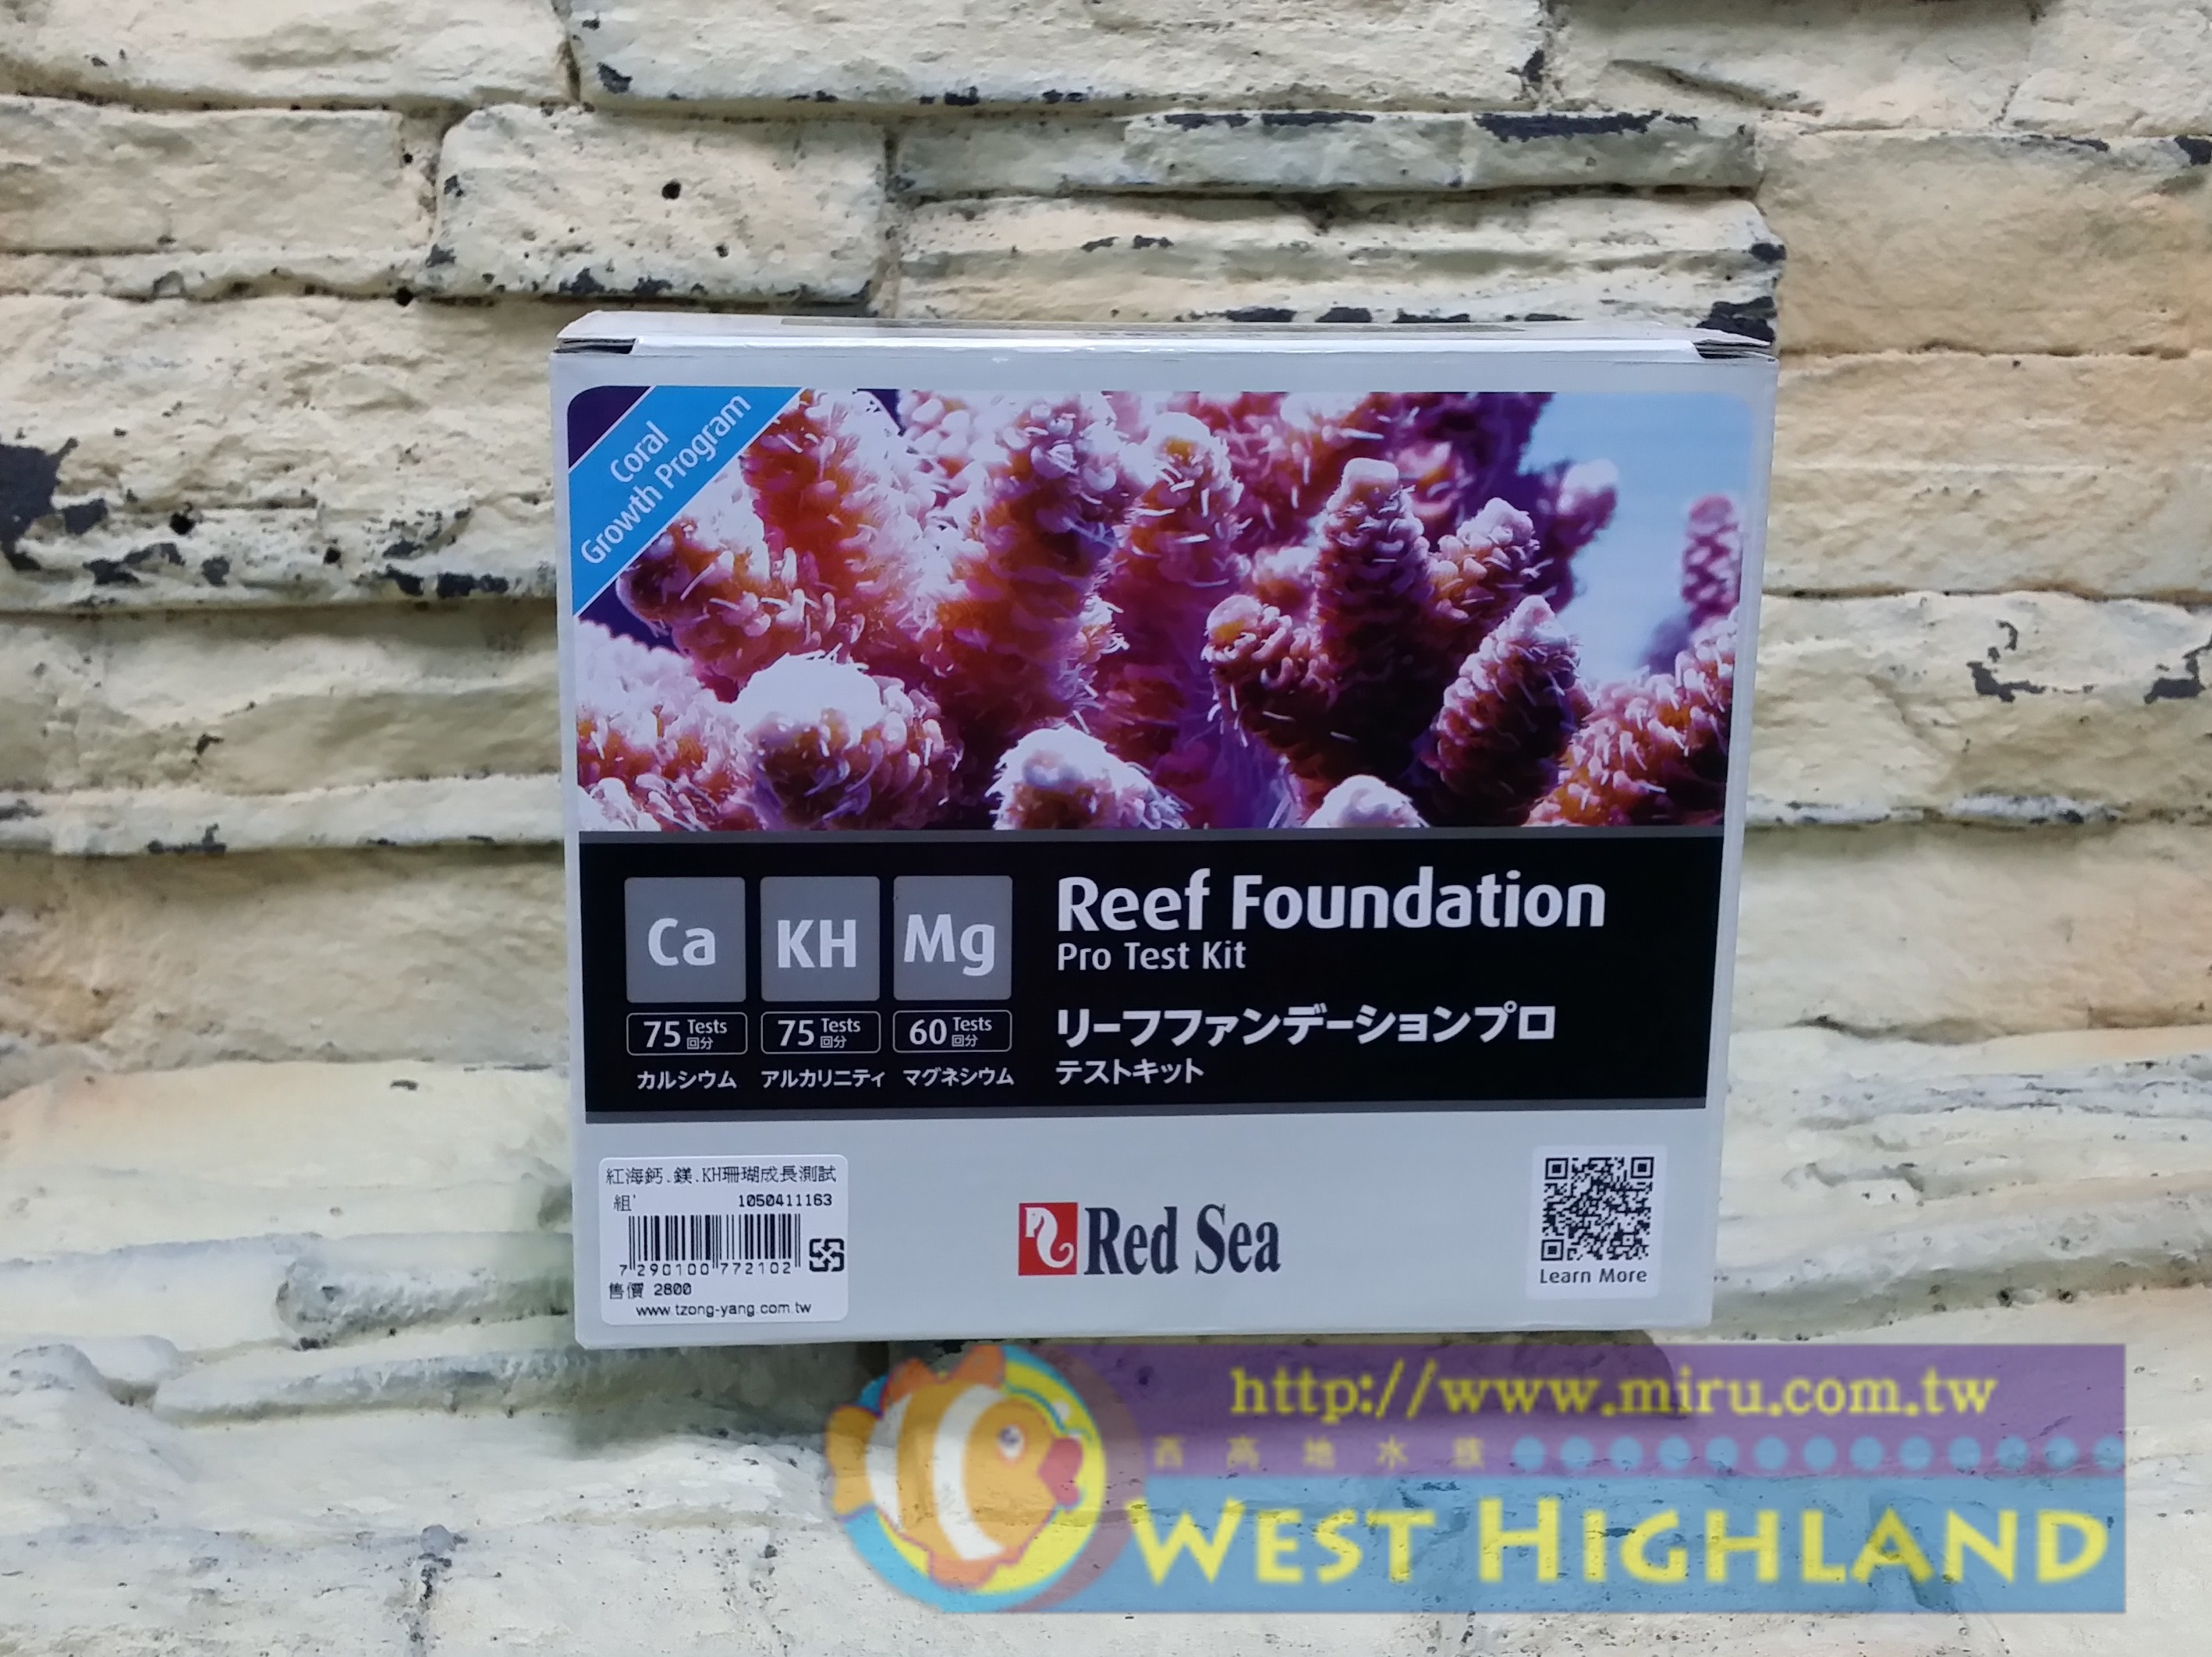 Coral
Growth Program
Ca
KH
Mg
75 Tests 回分
75 Tests 回分
60 Tests 回分
カルシウム
アルカリニティ
マグネシウム
Reef Foundation
Pro Test Kit
リーフファンデーションプロ
テストキット
紅海鈣.鎂.KH珊瑚成長測試
組' 1050411163
7 290100 772102
售價 2800
www.tzong-yang.com.tw
Red Sea
Learn More
http://www.miru.com.tw
西高地水族
WEST HIGHLAND